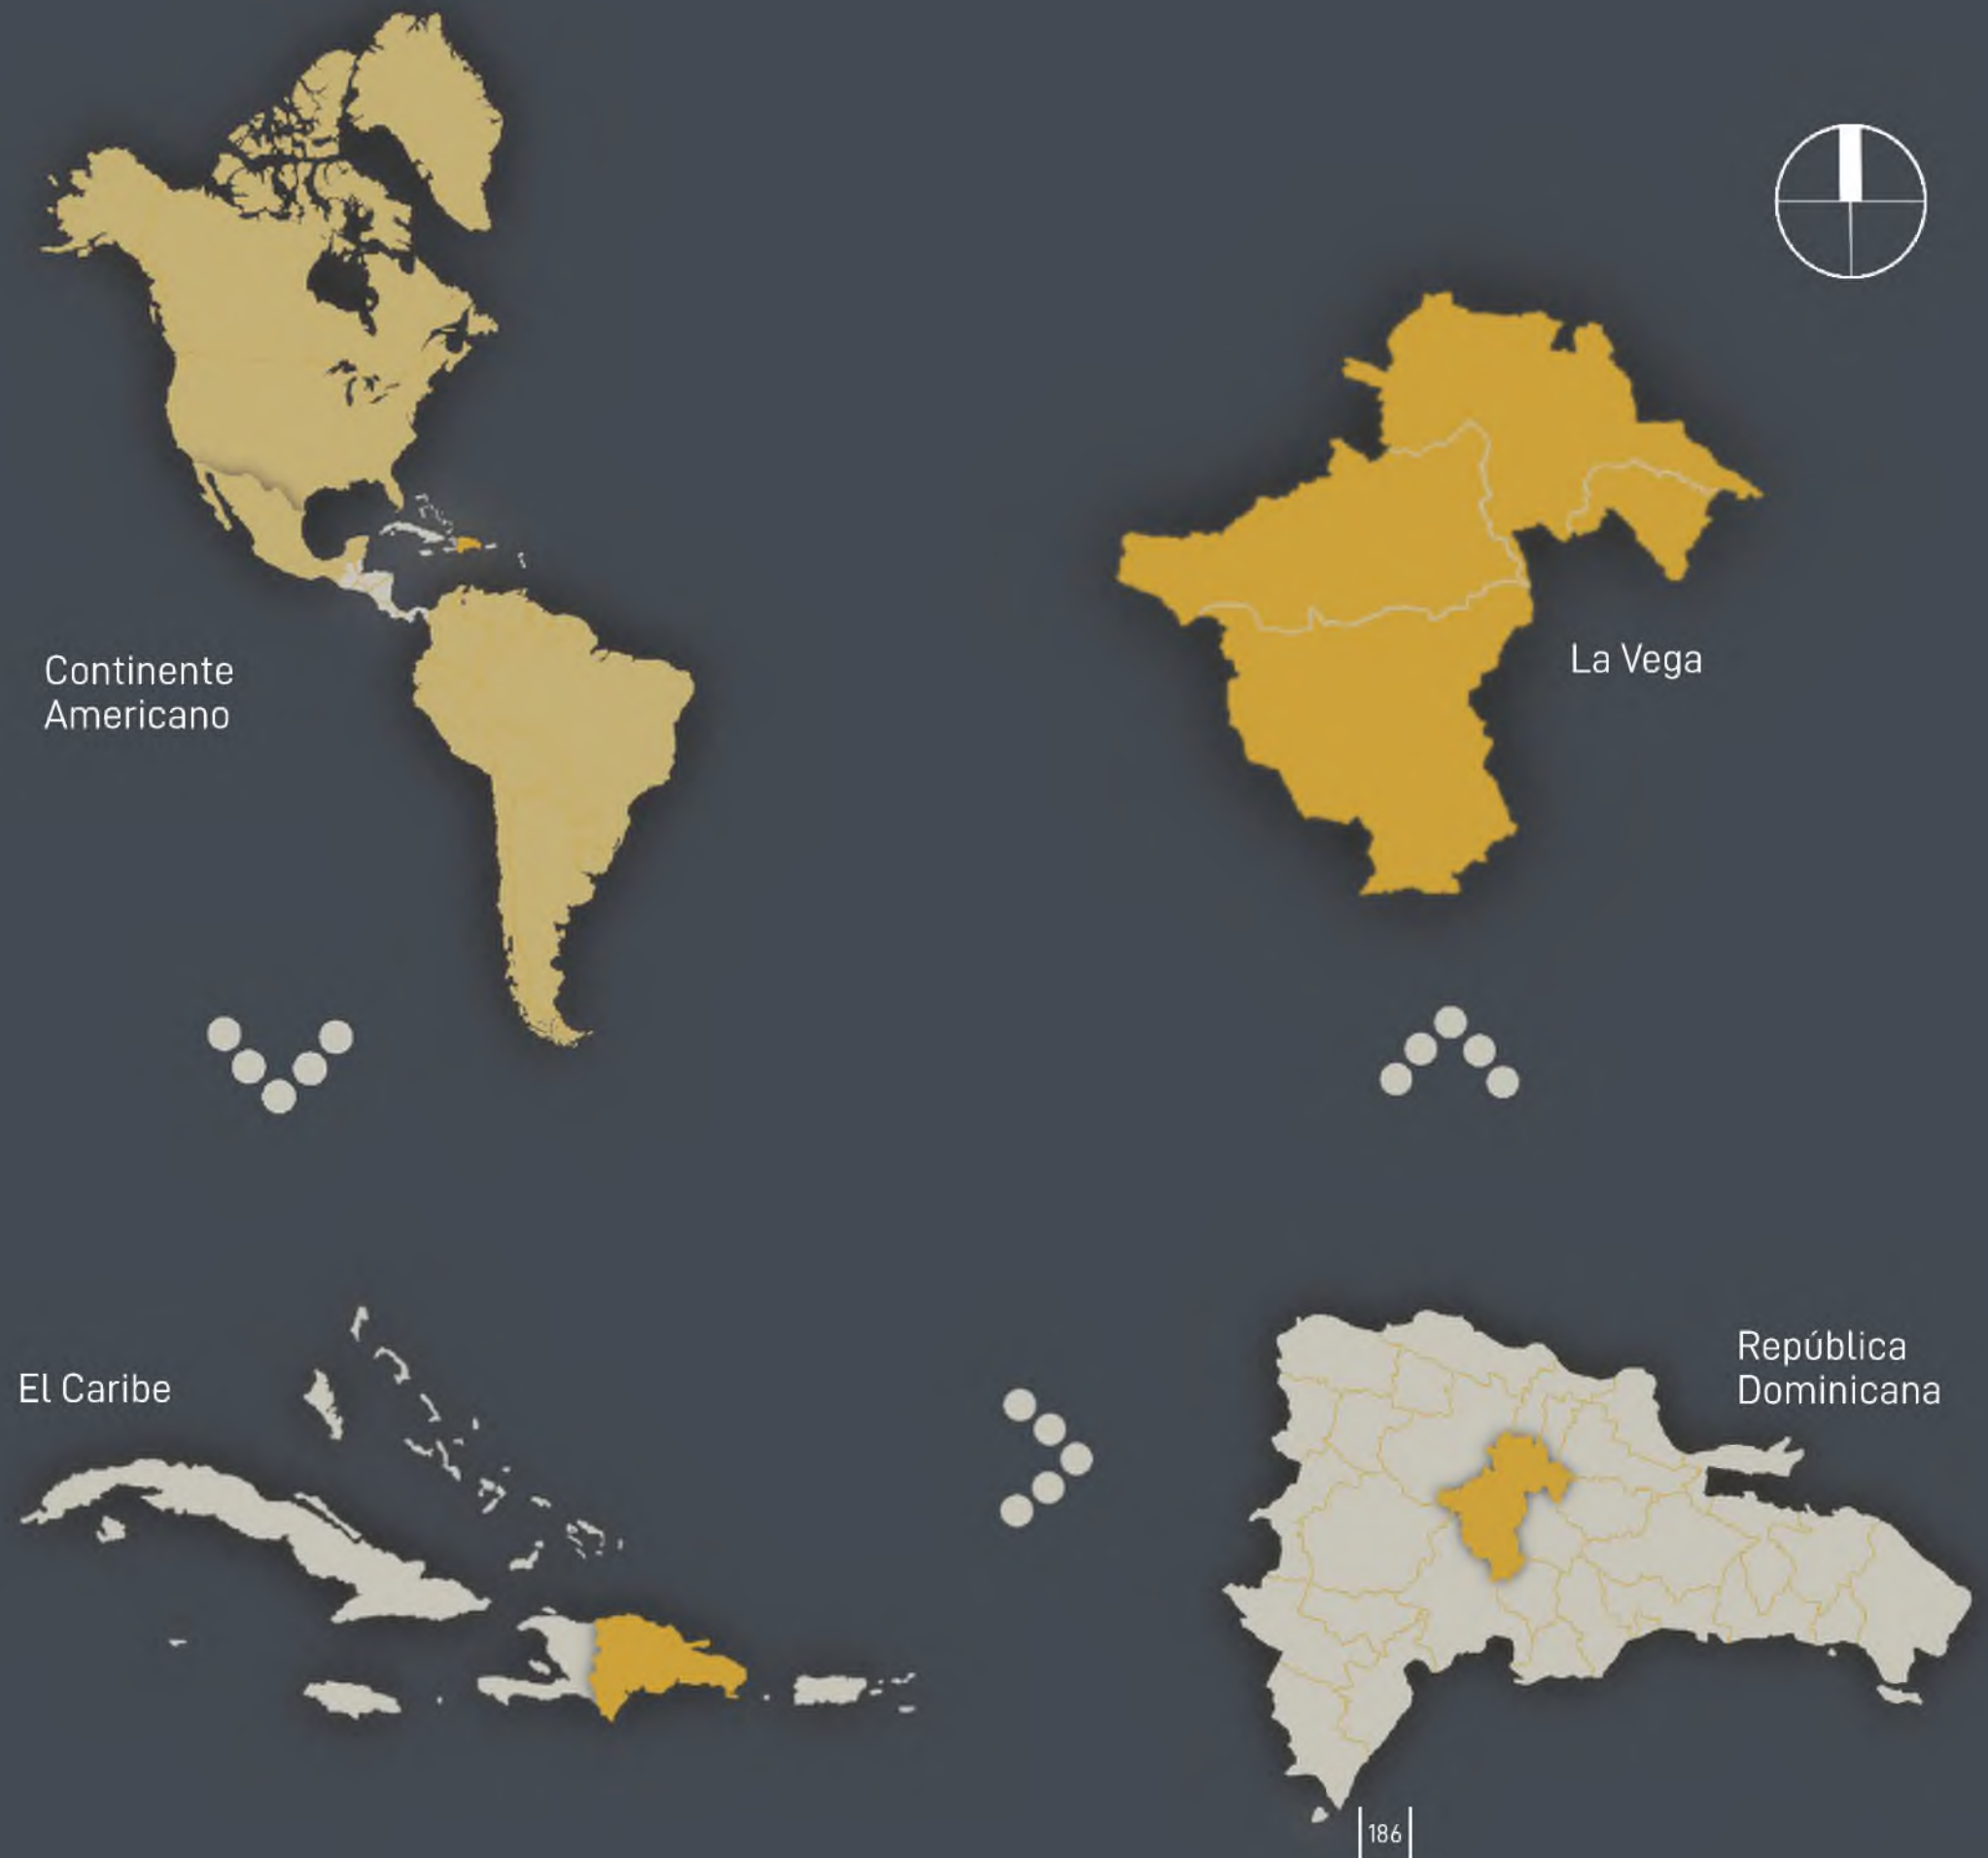 Continente
Americano
La Vega
El Caribe
República
Dominicana
186